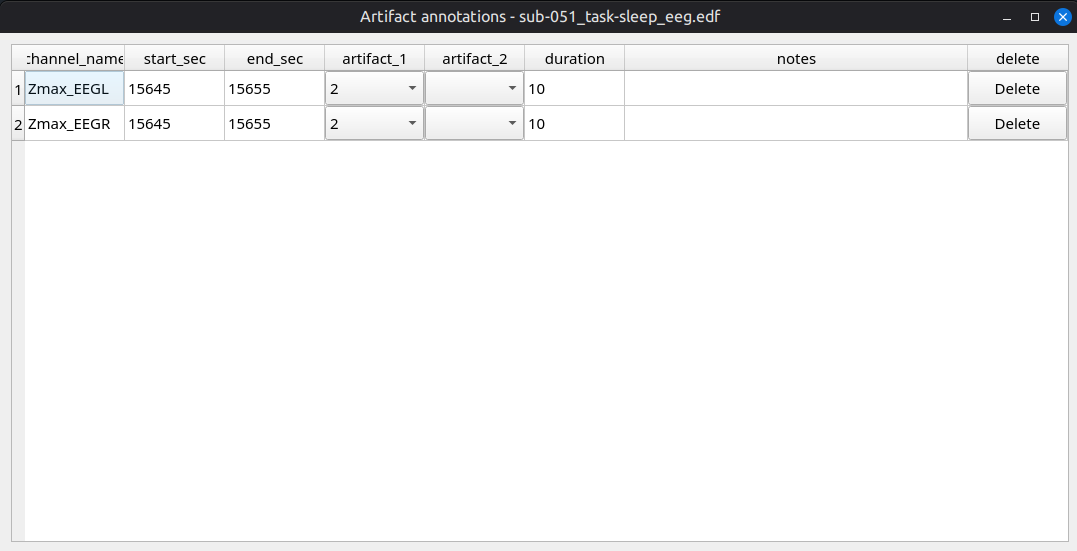 Artifact annotations - sub-051_task-sleep_eeg.edf
channel_name start_sec end_sec artifact_1 artifact_2 duration notes delete
1 Zmax_EEGL 15645 15655 2 10 Delete
2 Zmax_EEGR 15645 15655 2 10 Delete